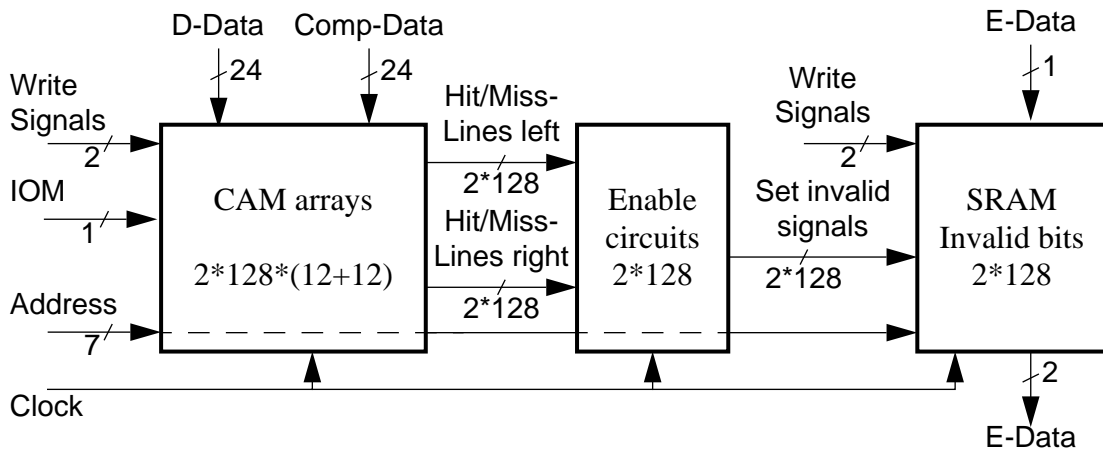 D-Data
Comp-Data
E-Data
24
24
1
Write
Signals
2
Hit/Miss-
Lines left
2*128
Write
Signals
2
IOM
1
CAM arrays
2*128*(12+12)
Hit/Miss-
Lines right
2*128
Enable
circuits
2*128
Set invalid
signals
2*128
SRAM
Invalid bits
2*128
Address
7
Clock
2
E-Data